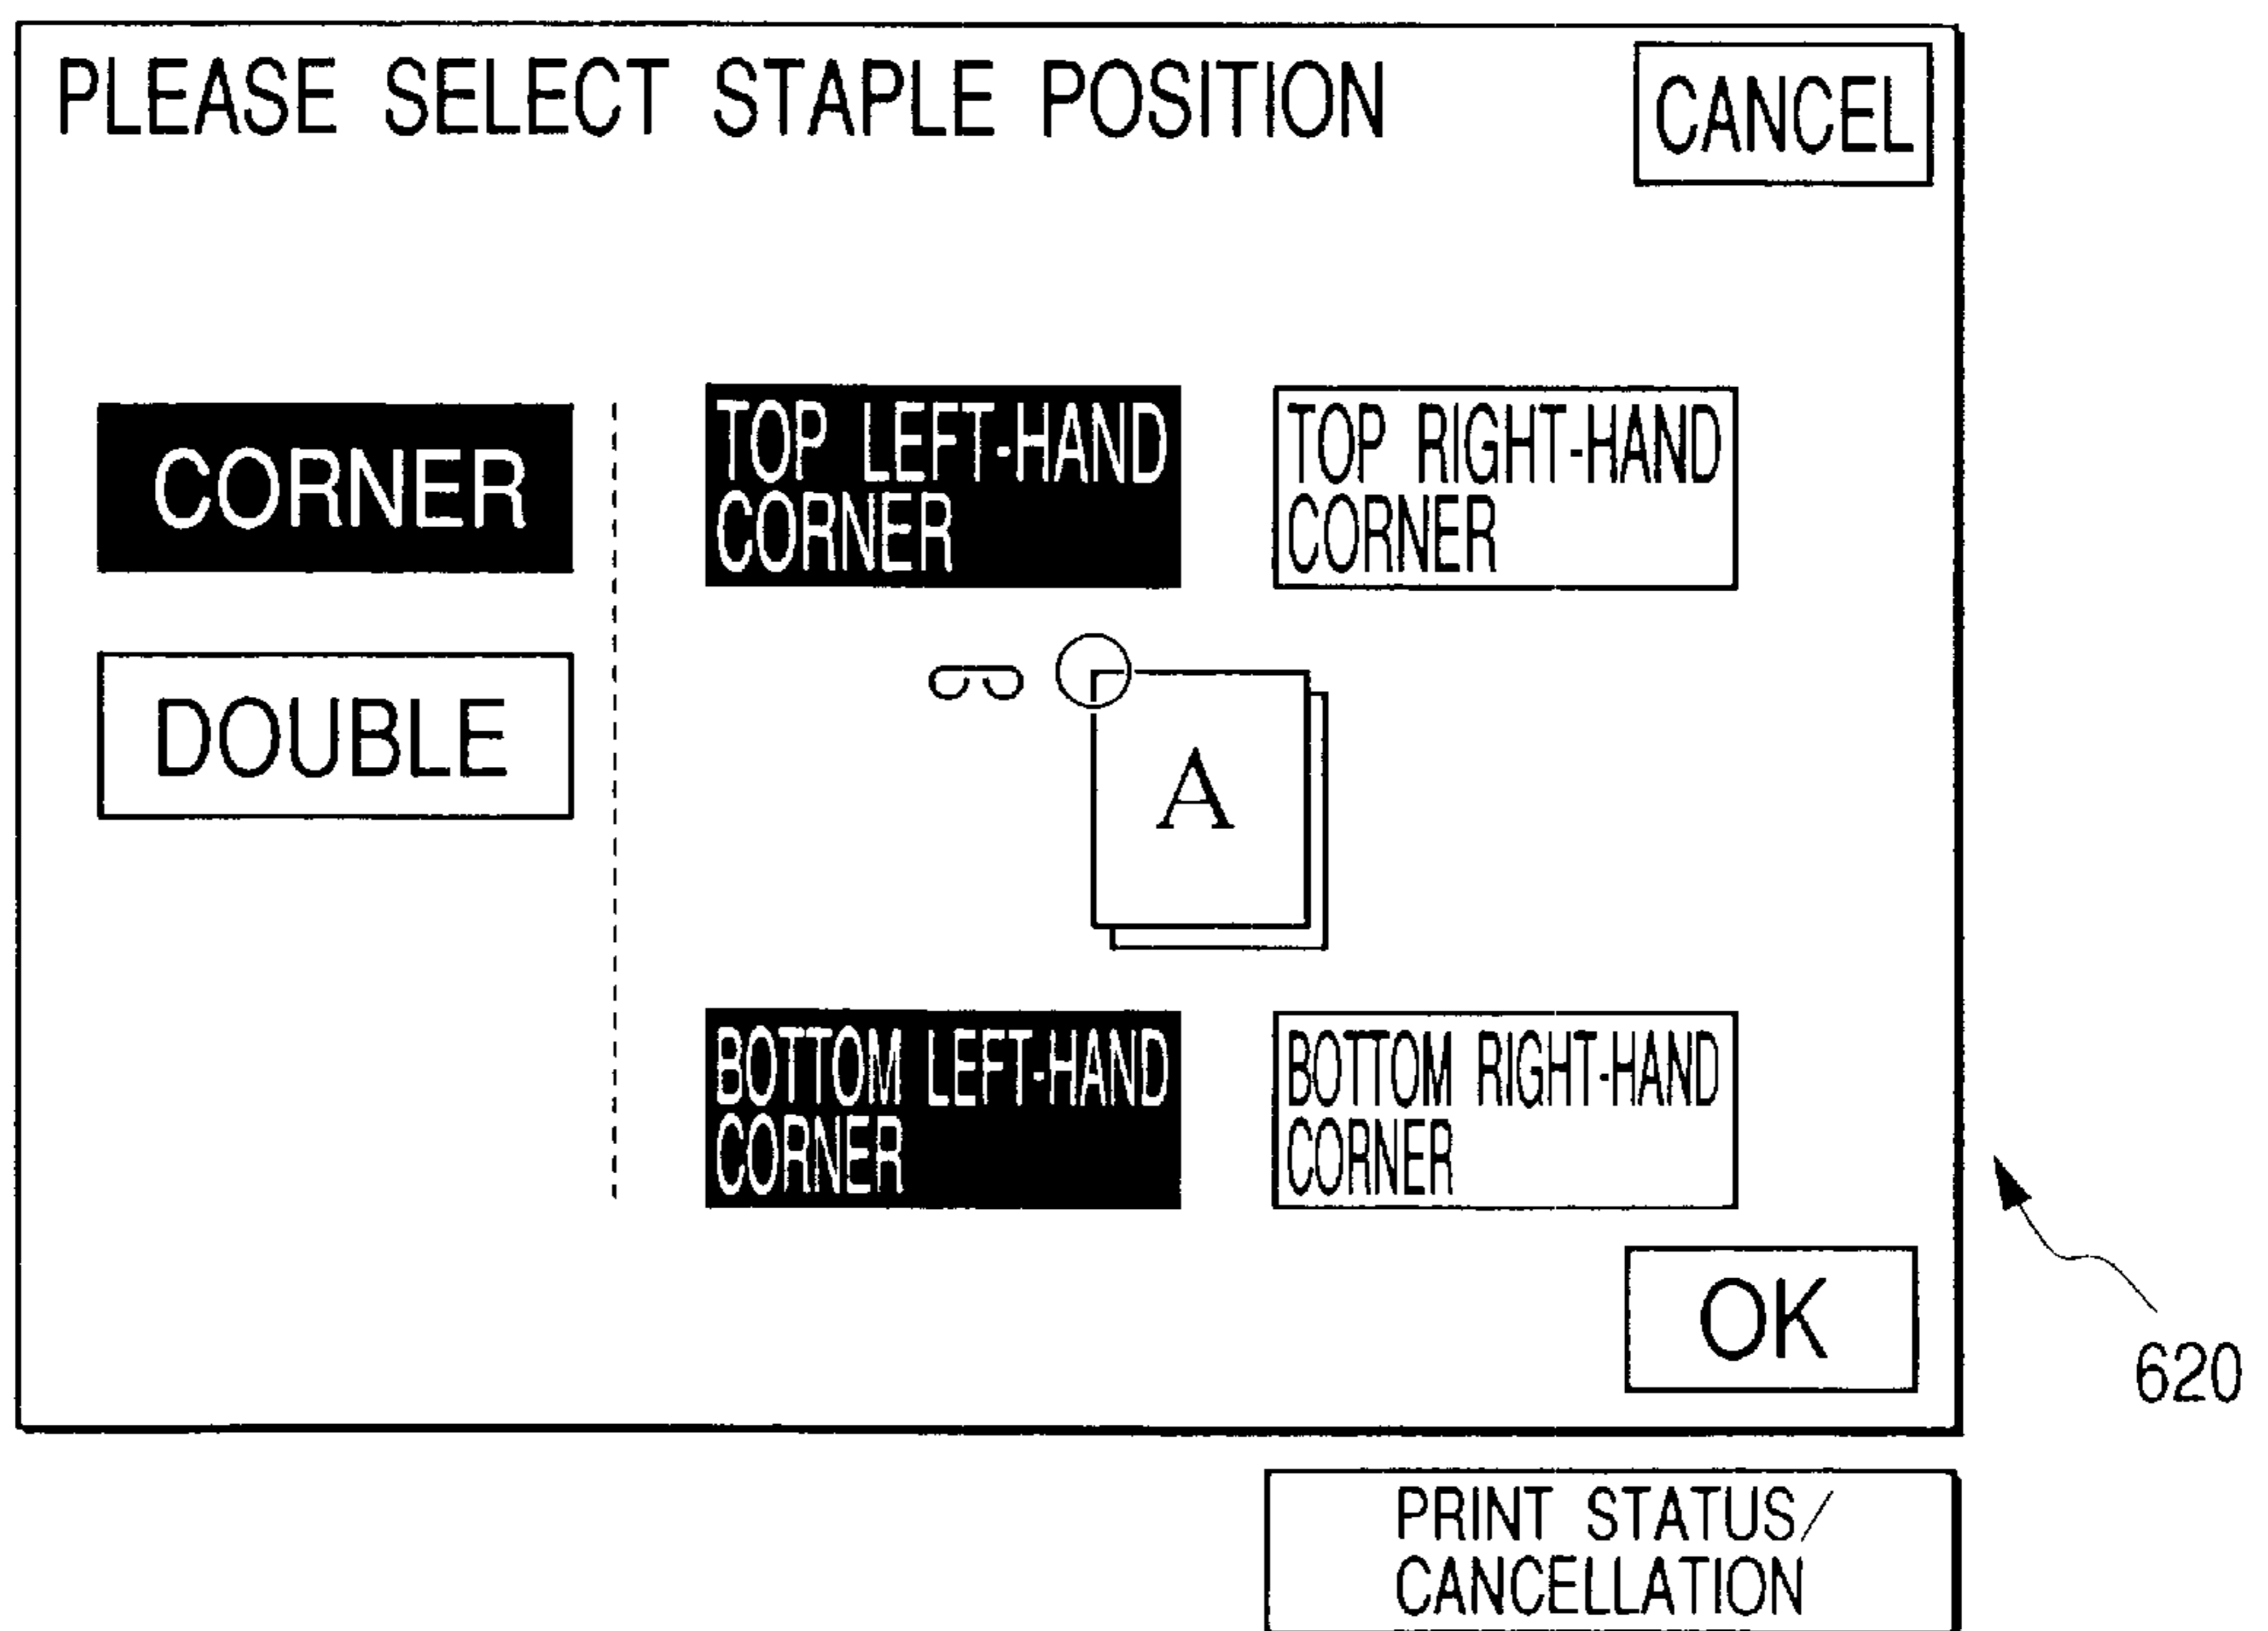 PLEASE SELECT STAPLE POSITION
CANCEL
CORNER
DOUBLE
TOP LEFT-HAND
CORNER
TOP RIGHT-HAND
CORNER
A
BOTTOM LEFT-HAND
CORNER
BOTTOM RIGHT-HAND
CORNER
OK
620
PRINT STATUS/
CANCELLATION